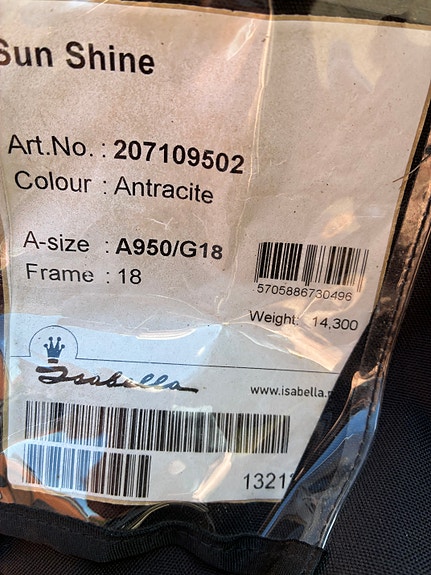 Sun Shine
Art.No. : 207109502
Colour : Antracite
A-size : A950/G18
Frame : 18
5705886730496
Weight: 14,300
Isabella
www.isabella.
1321